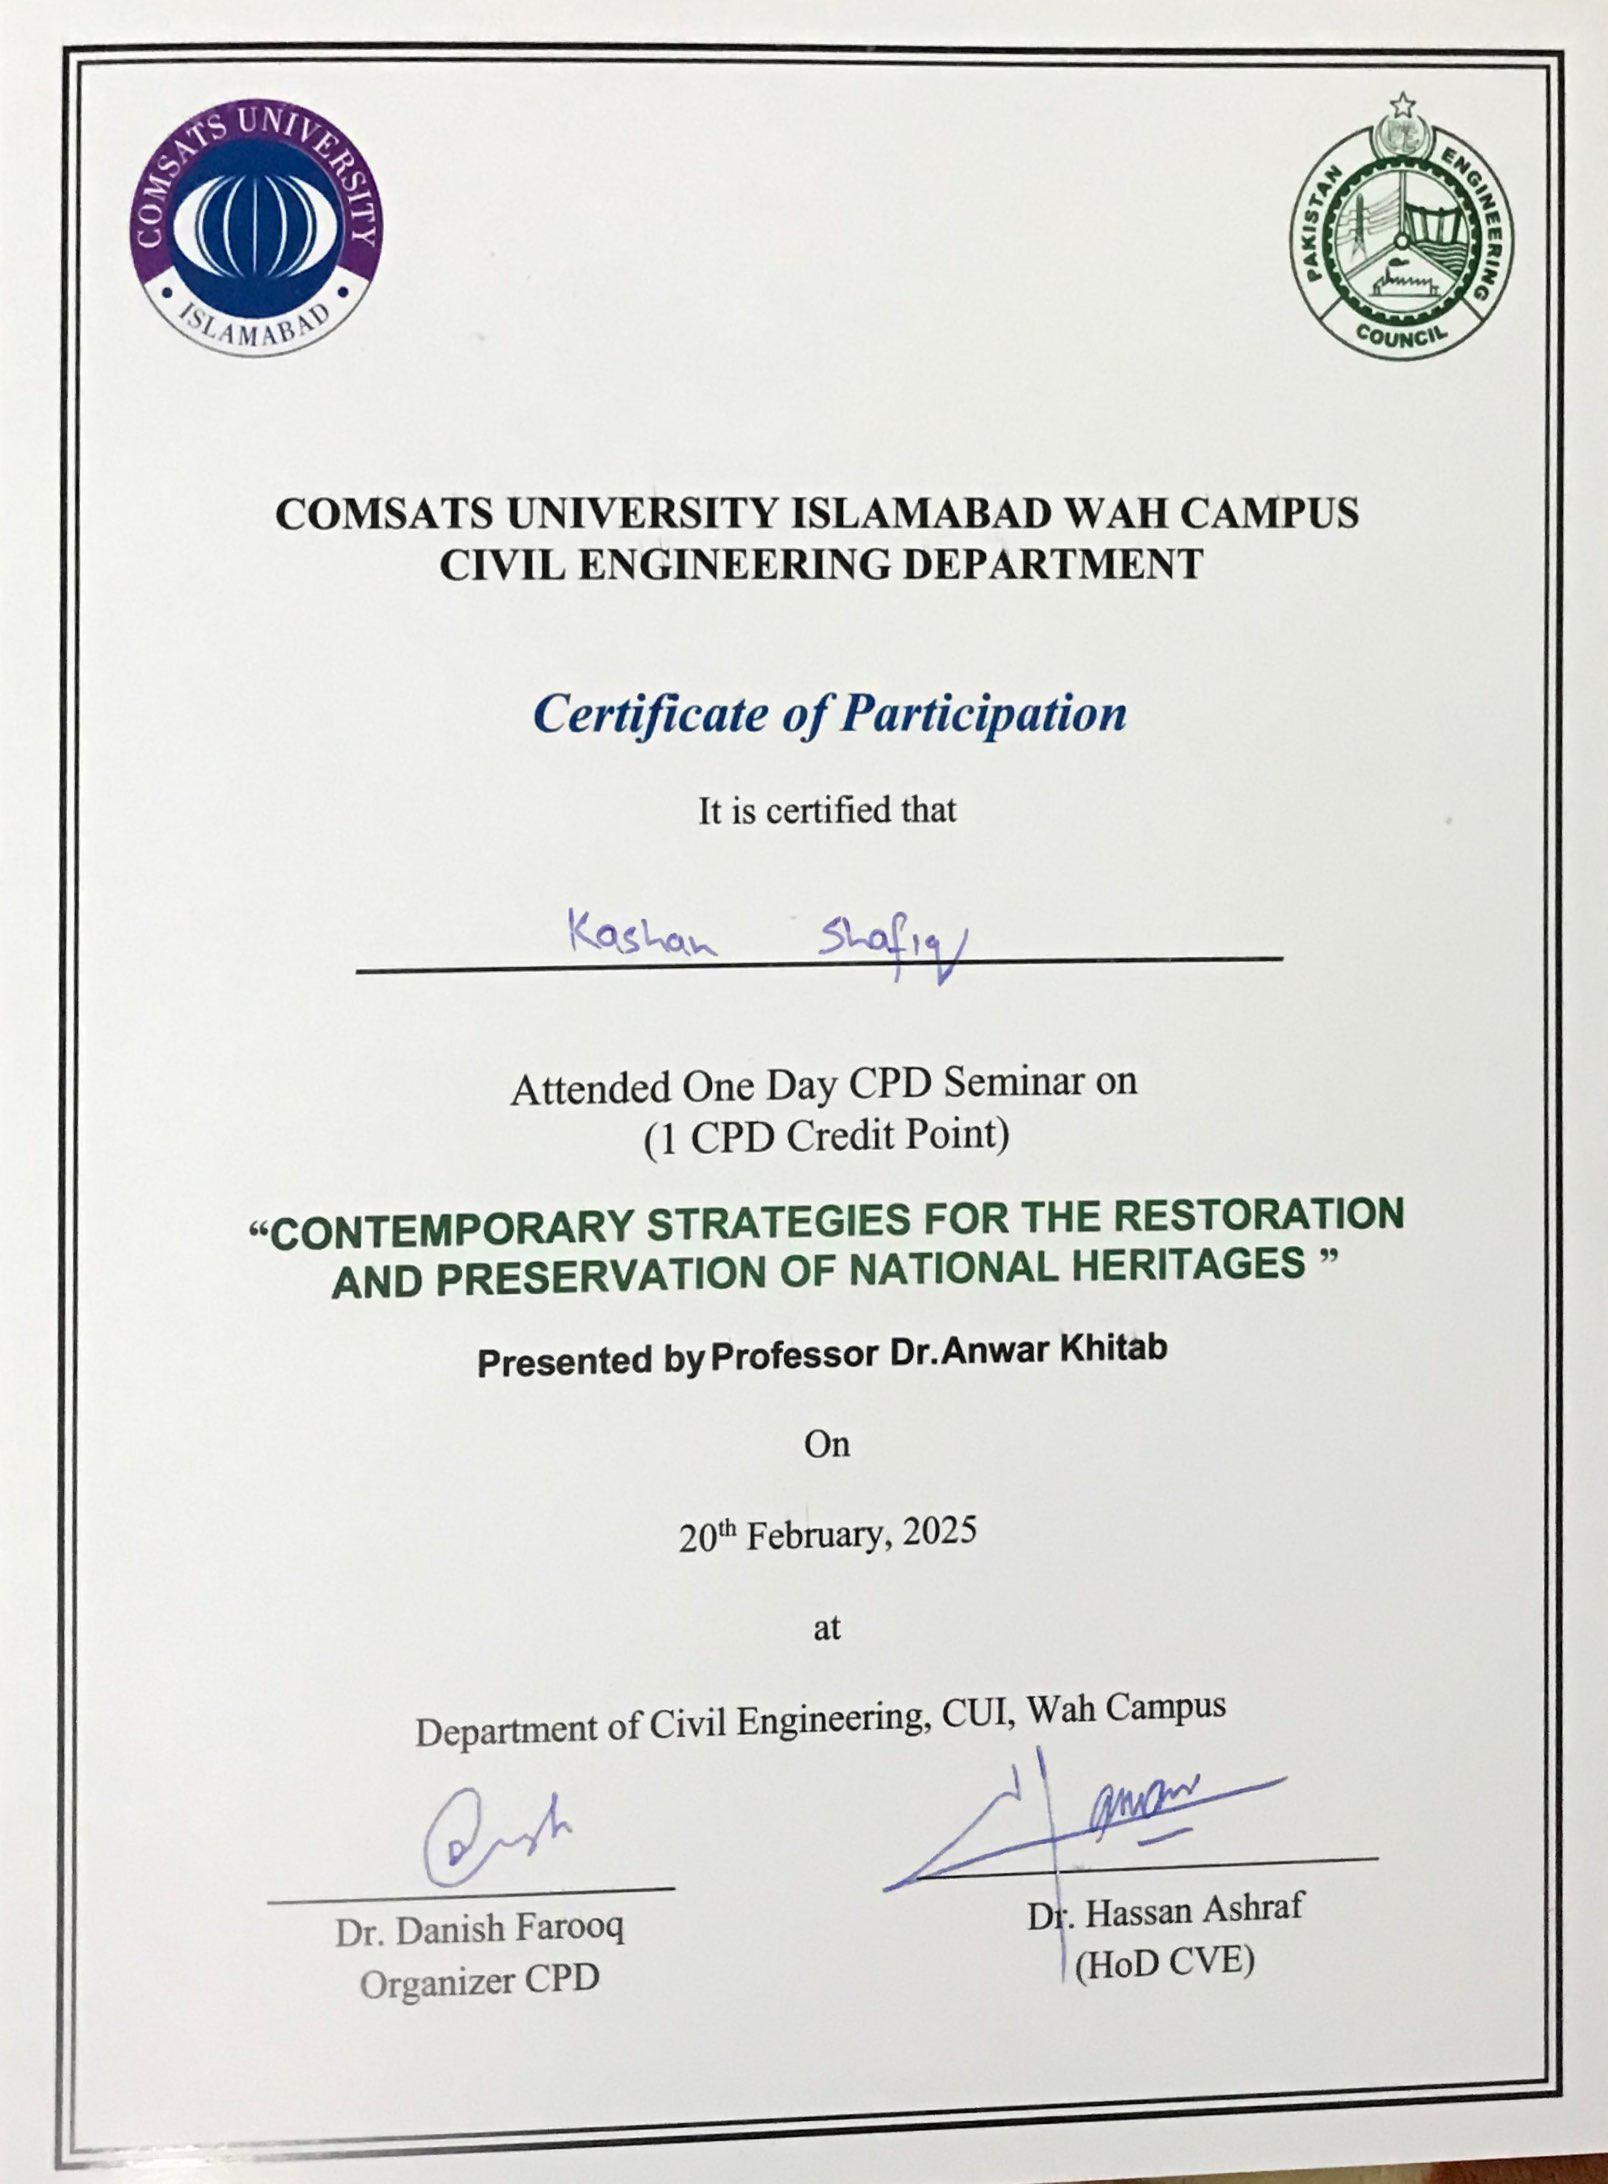 COMSATS UNIVERSITY
ISLAMABAD
PAKISTAN ENGINEERING
COUNCIL
COMSATS UNIVERSITY ISLAMABAD WAH CAMPUS
CIVIL ENGINEERING DEPARTMENT
Certificate of Participation
It is certified that
Kashan Shafiq
Attended One Day CPD Seminar on
(1 CPD Credit Point)
“CONTEMPORARY STRATEGIES FOR THE RESTORATION
AND PRESERVATION OF NATIONAL HERITAGES ”
Presented by Professor Dr.Anwar Khitab
On
20th February, 2025
at
Department of Civil Engineering, CUI, Wah Campus
Dr. Danish Farooq
Organizer CPD
Dr. Hassan Ashraf
(HoD CVE)